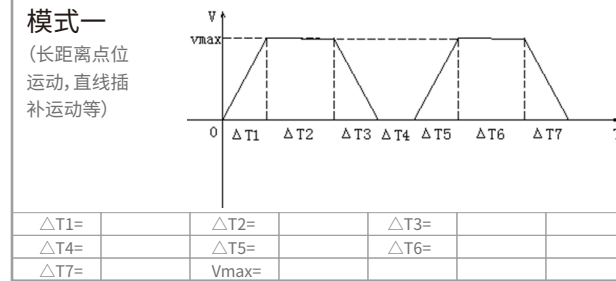 模式一
(长距离点位
运动,直线插
补运动等)
V
vmax
0 ΔT1 ΔT2 ΔT3 ΔT4 ΔT5 ΔT6 ΔT7
△T1= △T2= △T3=
△T4= △T5= △T6=
△T7= Vmax=